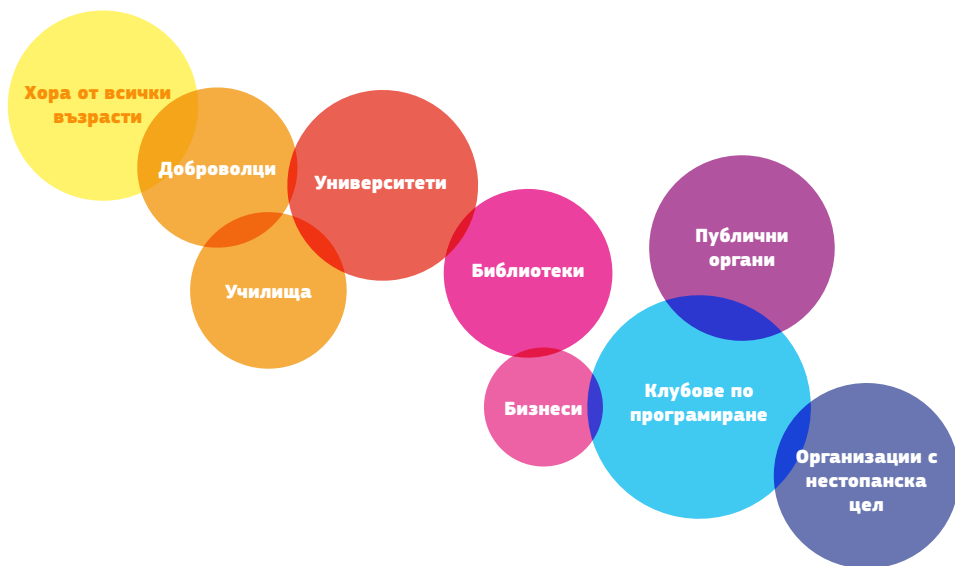 Хора от всички
възрасти
Доброволци
Университети
Училища
Библиотеки
Публични
органи
Бизнеси
Клубове по
програмиране
Организации с
нестопанска
цел